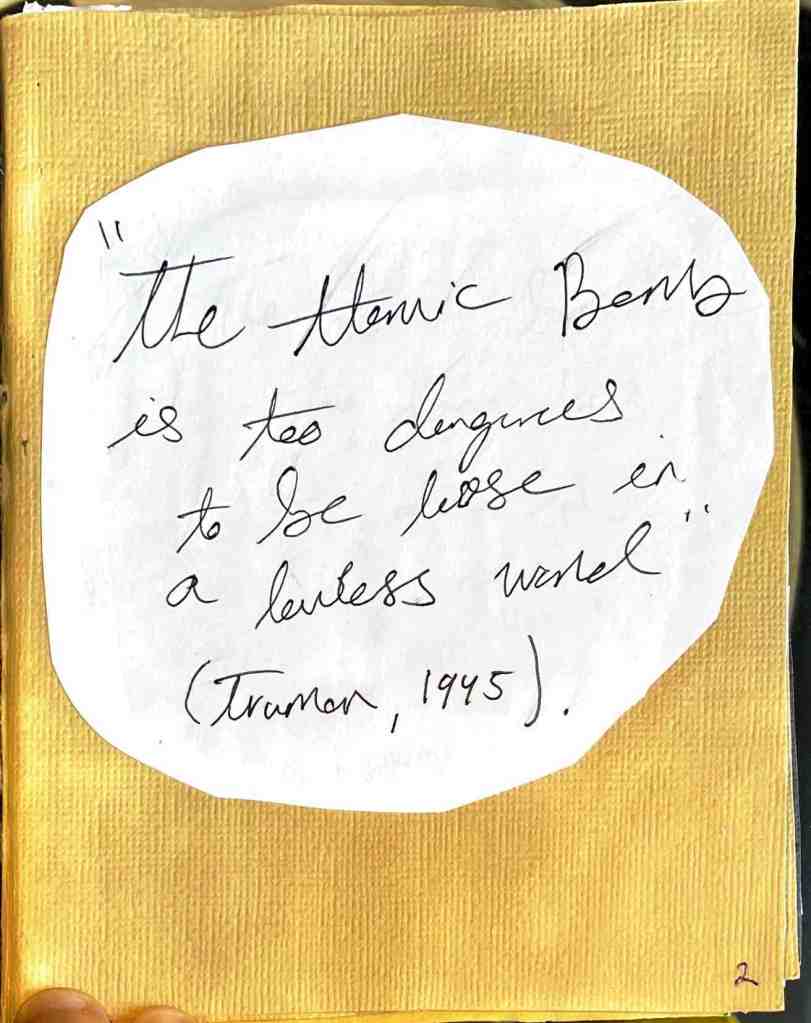 "The Atomic Bomb
is too dangerous
to be loose in
a lawless world"
(Truman, 1945).
2